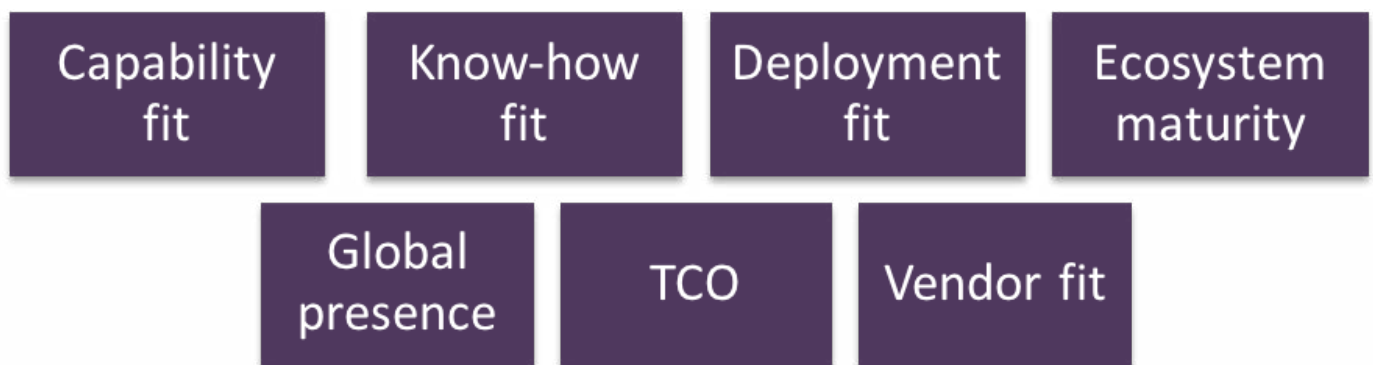 Capability
fit
Know-how
fit
Deployment
fit
Ecosystem
maturity
Global
presence
TCO
Vendor fit